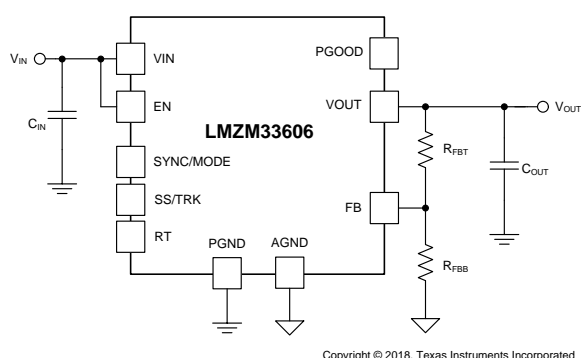 VIN
VIN
PGOOD
EN
VOUT
VOUT
CIN
LMZM33606
RFBT
COUT
SYNC/MODE
SS/TRK
FB
RT
PGND
AGND
RFBB
Copyright © 2018, Texas Instruments Incorporated